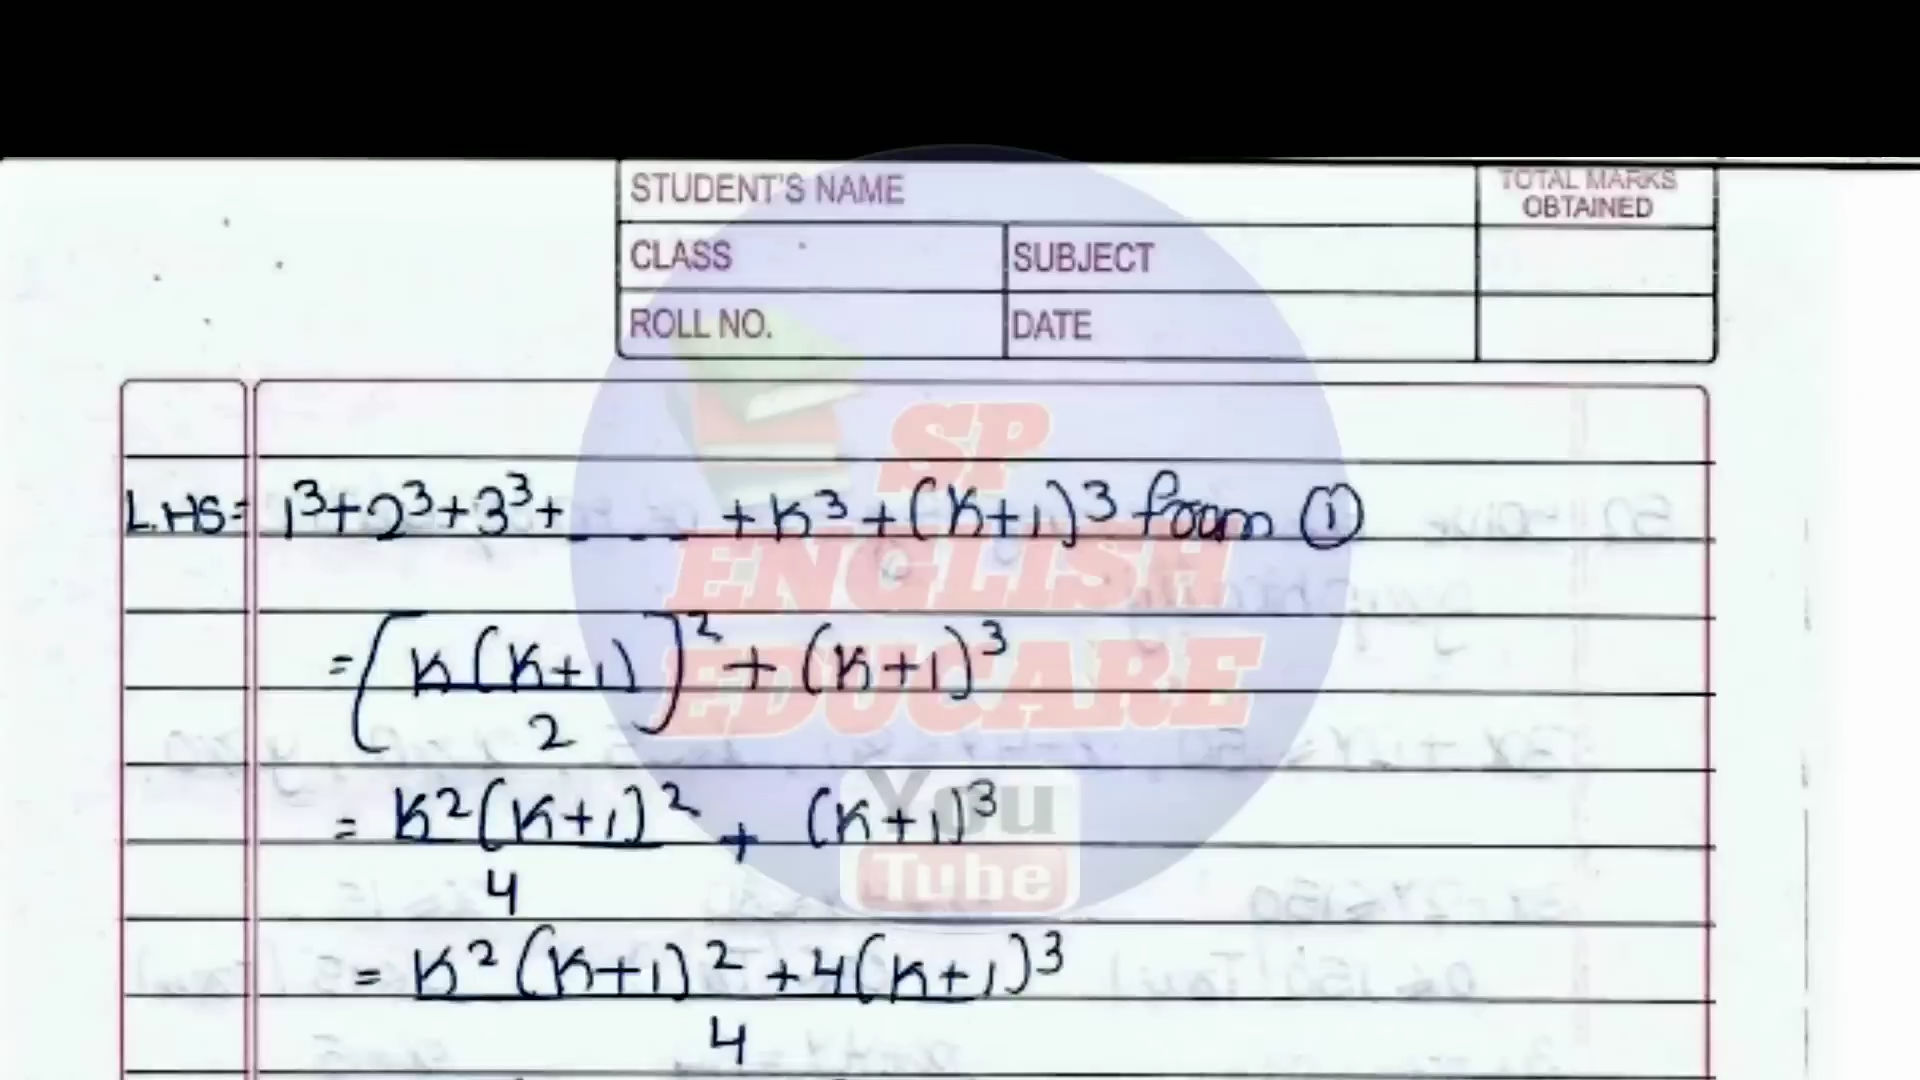 STUDENT'S NAME
TOTAL MARKS OBTAINED
CLASS
SUBJECT
ROLL NO.
DATE
L.HS = 1³+2³+3³+ - - - - +K³+(K+1)³ from ①
= (K(K+1)/2)² + (K+1)³
= K²(K+1)²/4 + (K+1)³
= K²(K+1)²+4(K+1)³/4
SP
ENGLISH
EDUCARE
You
Tube